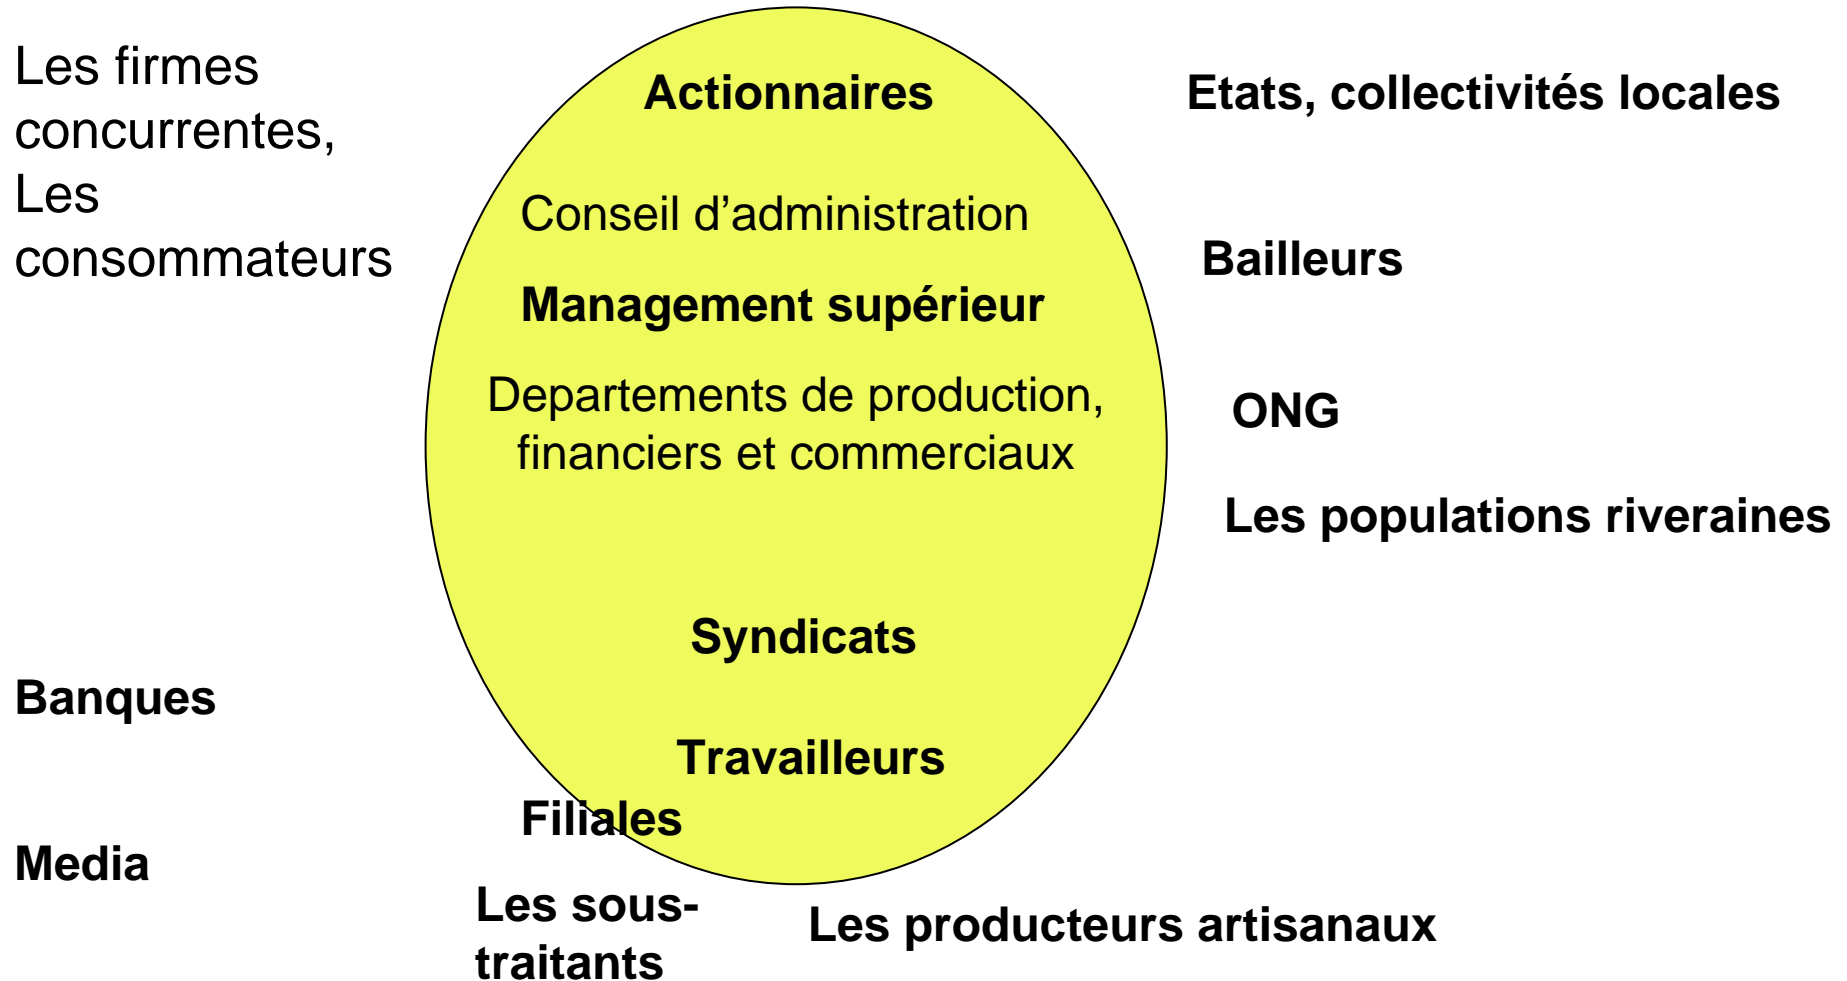 Les firmes
concurrentes,
Les
consommateurs
Actionnaires
Etats, collectivités locales
Conseil d’administration
Bailleurs
Management supérieur
Departements de production,
financiers et commerciaux
ONG
Les populations riveraines
Syndicats
Banques
Travailleurs
Filiales
Media
Les sous-
traitants
Les producteurs artisanaux